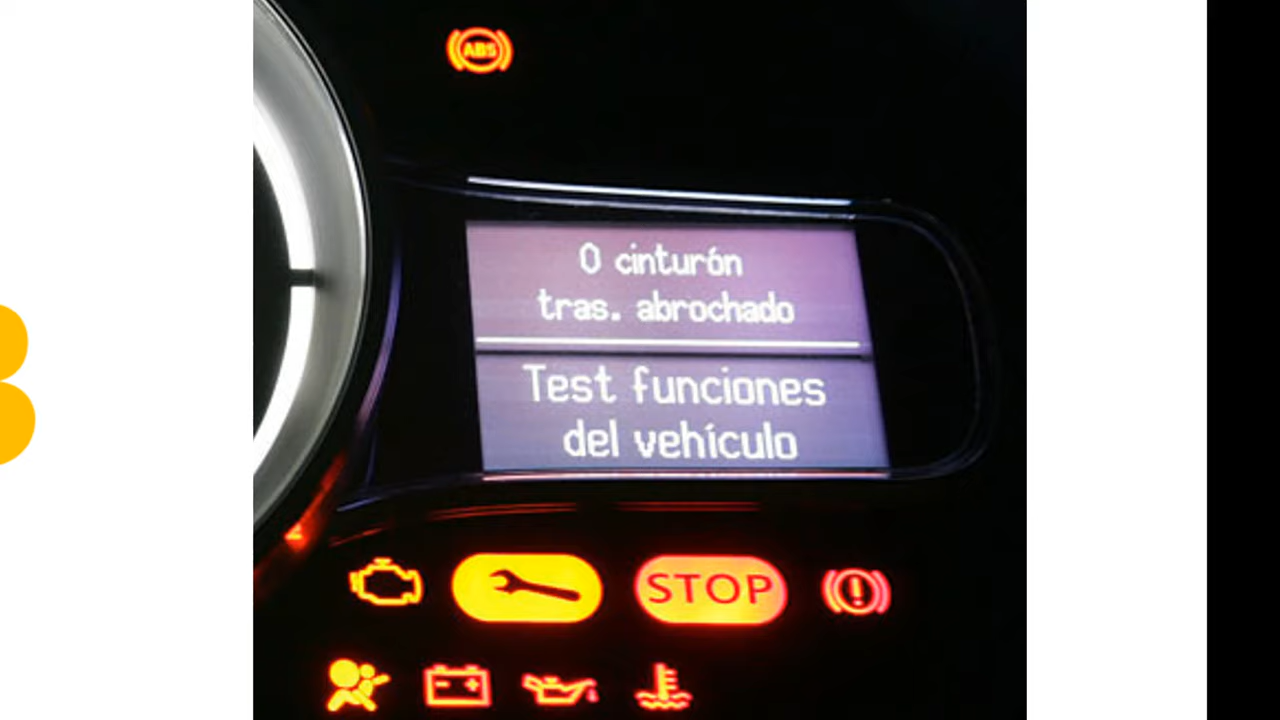 ABS
0 cinturón
tras. abrochado
Test funciones
del vehículo
STOP